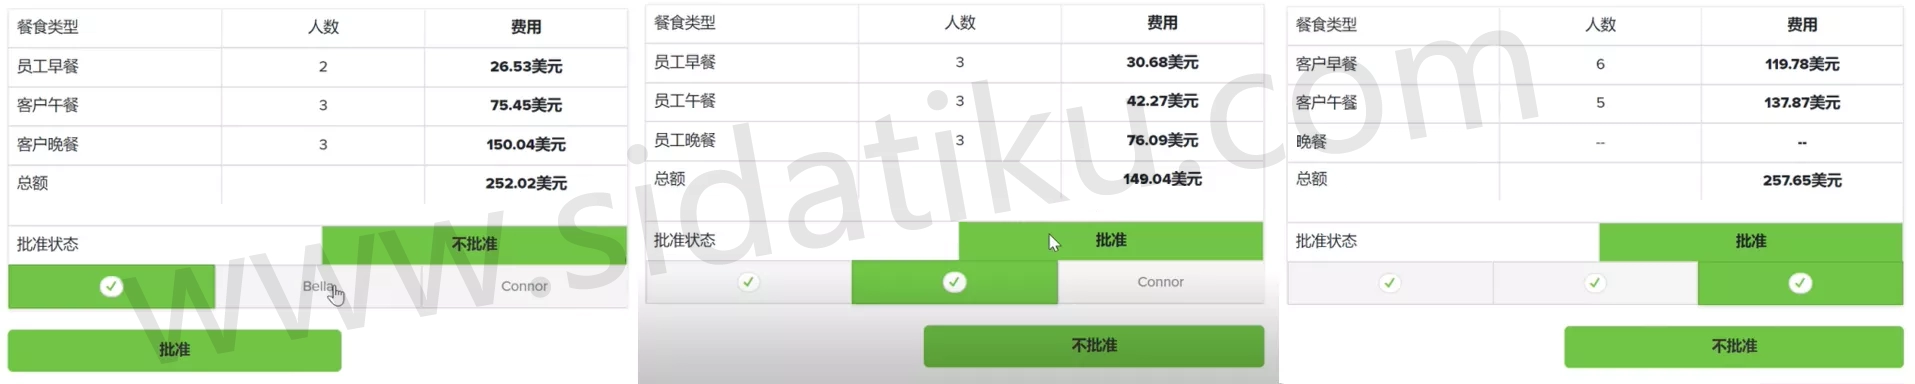 餐食类型 人数 费用
员工早餐 2 26.53美元
客户午餐 3 75.45美元
客户晚餐 3 150.04美元
总额 252.02美元
批准状态 不批准
Bella Connor
批准
餐食类型 人数 费用
员工早餐 3 30.68美元
员工午餐 3 42.27美元
员工晚餐 3 76.09美元
总额 149.04美元
批准状态 批准
Connor
不批准
餐食类型 人数 费用
客户早餐 6 119.78美元
客户午餐 5 137.87美元
晚餐 -- --
总额 257.65美元
批准状态 批准
不批准
www.sidatiku.com